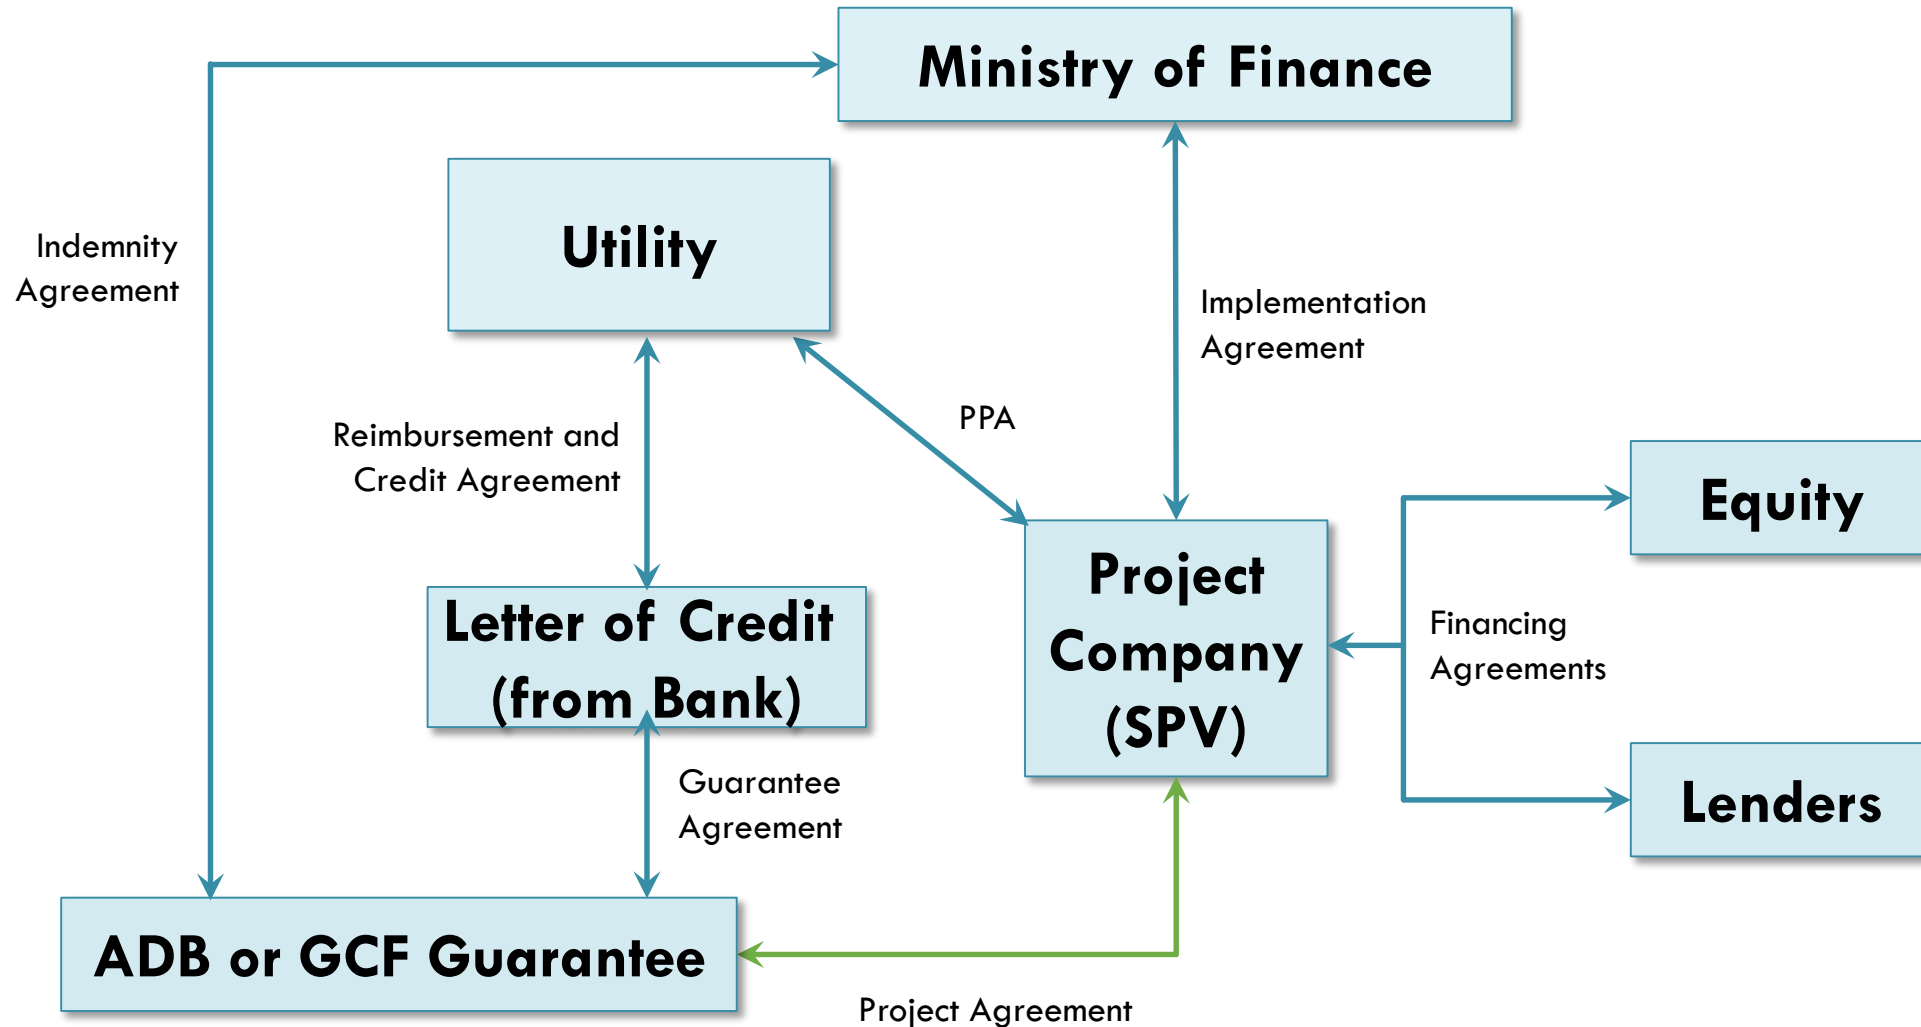 Ministry of Finance
Utility
Indemnity
Agreement
Implementation
Agreement
PPA
Reimbursement and
Credit Agreement
Equity
Project
Company
(SPV)
Letter of Credit
(from Bank)
Financing
Agreements
Guarantee
Agreement
Lenders
ADB or GCF Guarantee
Project Agreement